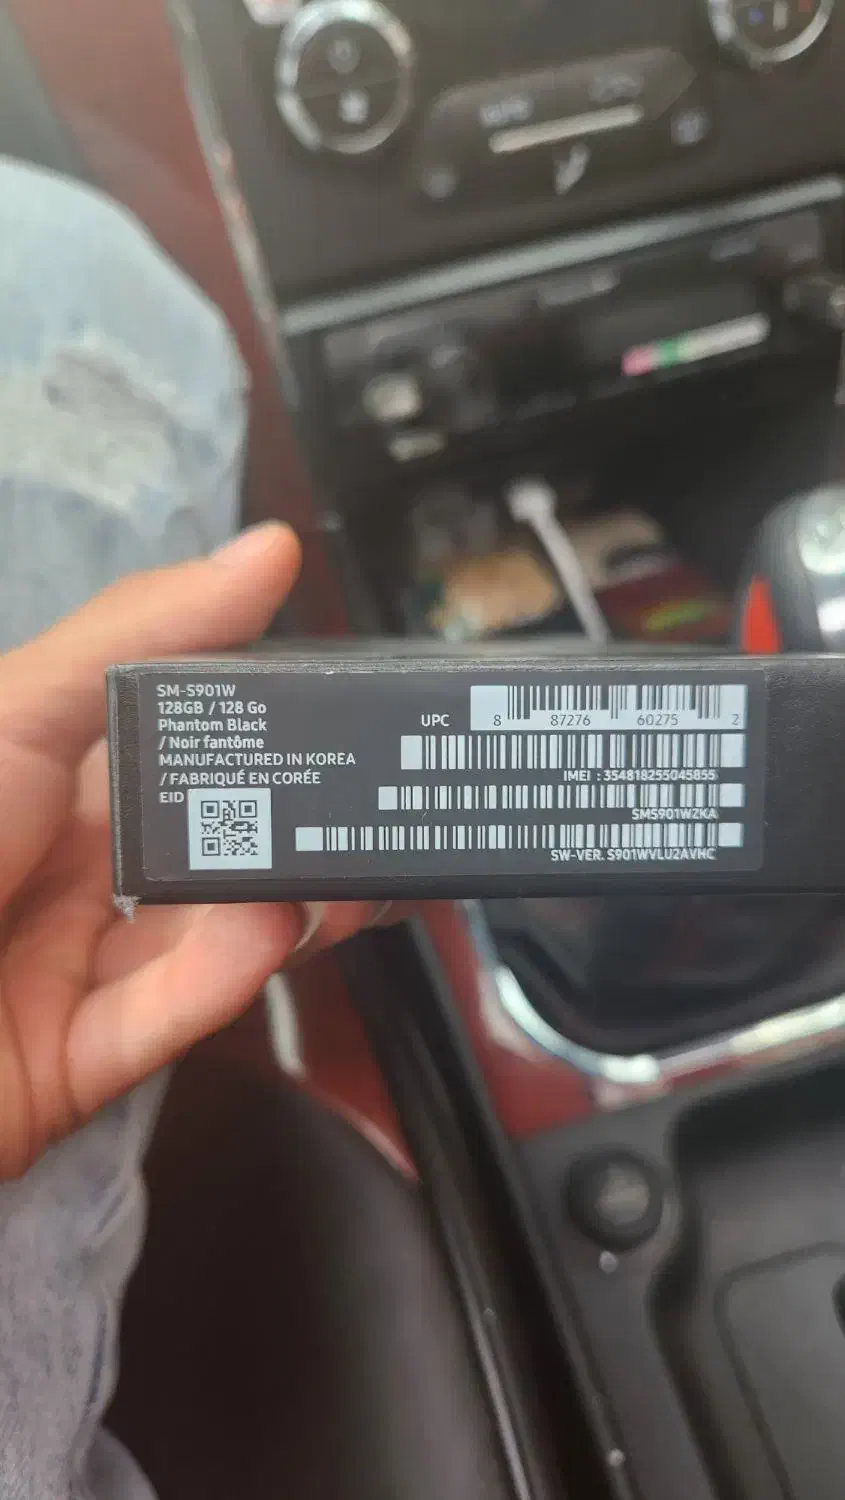 SM-S901W
128GB / 128 Go
Phantom Black
/ Noir fantôme
MANUFACTURED IN KOREA
/ FABRIQUÉ EN CORÉE
EID
UPC
8 87276 60275 2
IMEI : 354818255045855
SMS901WZKA
SW-VER. S901WVLU2AVHC